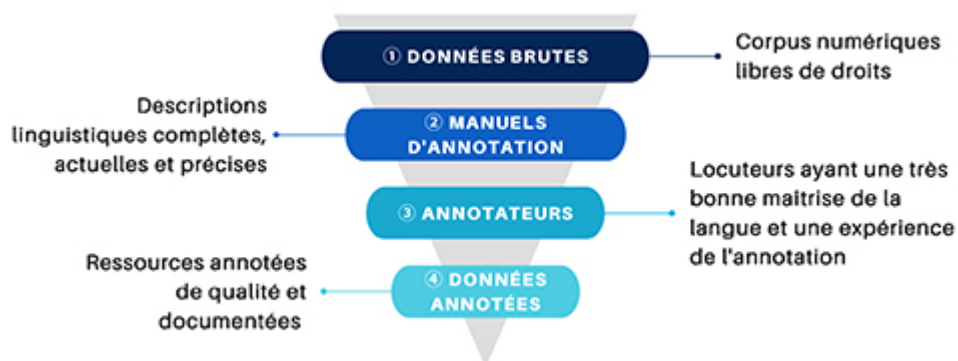 ① DONNÉES BRUTES
Corpus numériques
libres de droits
Descriptions
linguistiques complètes,
actuelles et précises
② MANUELS
D'ANNOTATION
③ ANNOTATEURS
Locuteurs ayant une très
bonne maitrise de la
langue et une expérience
de l'annotation
Ressources annotées
de qualité et
documentées
④ DONNÉES
ANNOTÉES